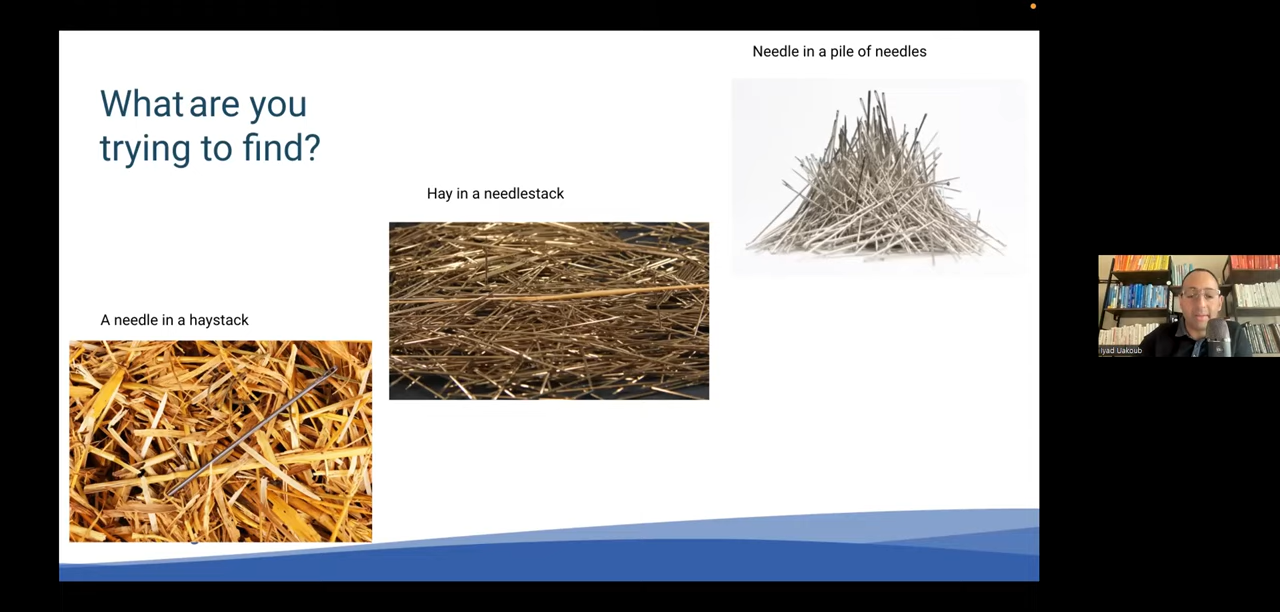 What are you
trying to find?
Needle in a pile of needles
Hay in a needlestack
A needle in a haystack
Iyad Uakoub